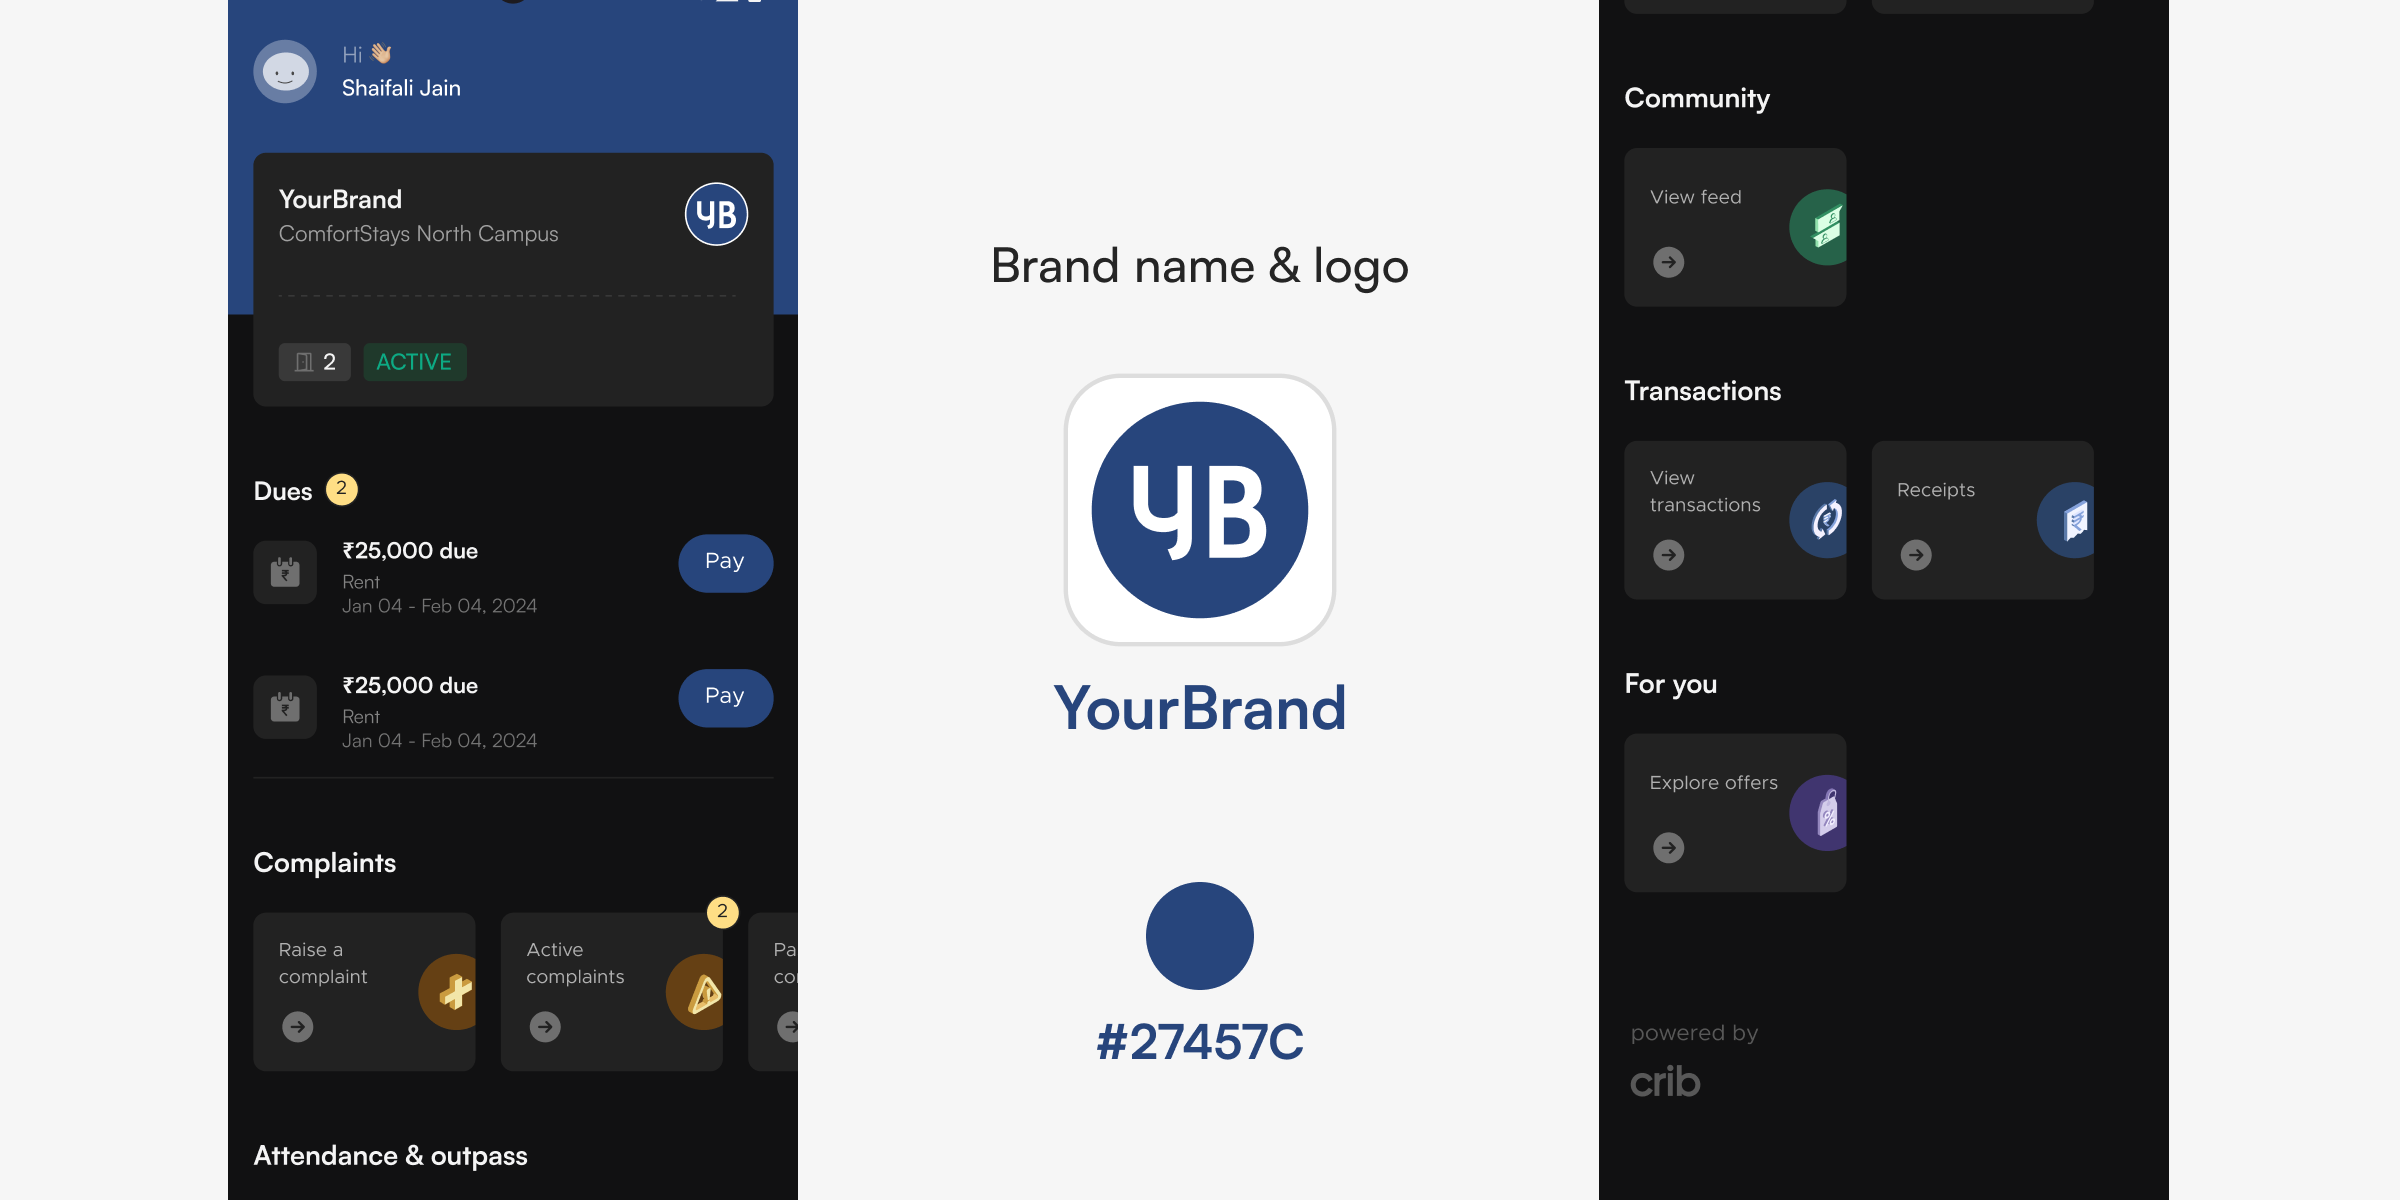 Hi 👋🏼
Shaifali Jain
YourBrand
ComfortStays North Campus
YB
2
ACTIVE
Dues 2
₹25,000 due
Rent
Jan 04 - Feb 04, 2024
Pay
₹25,000 due
Rent
Jan 04 - Feb 04, 2024
Pay
Complaints
Raise a
complaint
2
Active
complaints
Attendance & outpass
Brand name & logo
YB
YourBrand
#27457C
Community
View feed
Transactions
View
transactions
Receipts
For you
Explore offers
powered by
crib